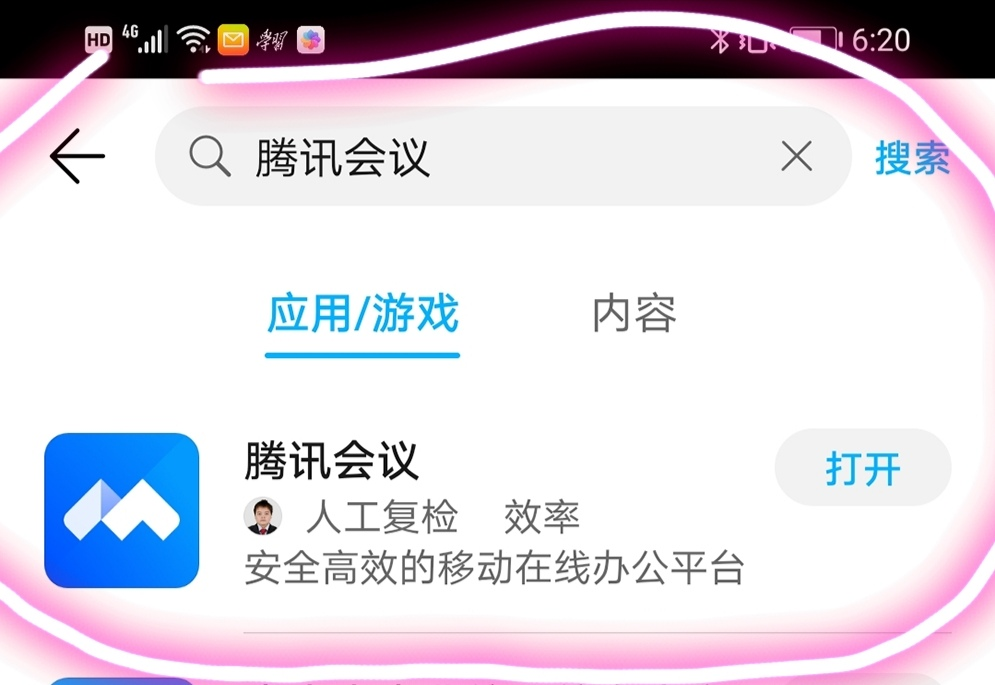 HD 4G 學習 6:20
腾讯会议 搜索
应用/游戏 内容
腾讯会议
打开
人工复检 效率
安全高效的移动在线办公平台